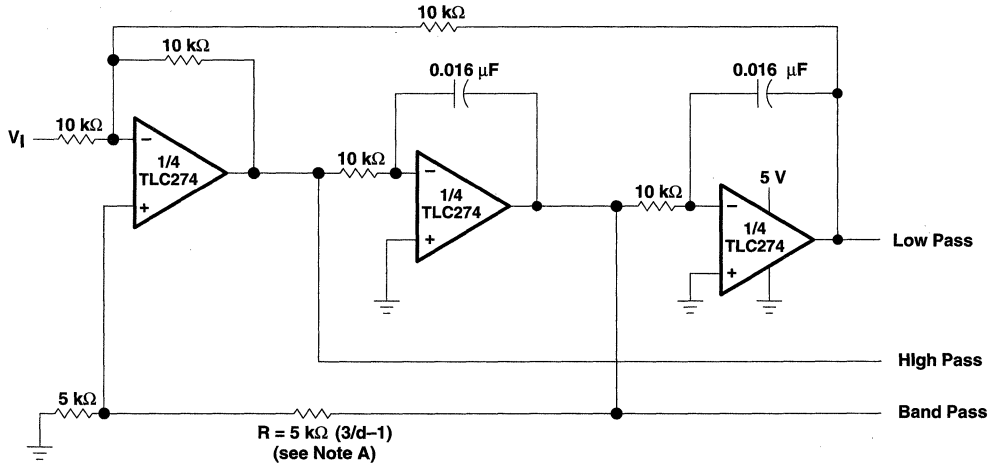 10 kΩ
10 kΩ
0.016 μF
0.016 μF
VI
10 kΩ
−
1/4
TLC274
+
10 kΩ
−
1/4
TLC274
+
5 V
10 kΩ
−
1/4
TLC274
+
Low Pass
High Pass
5 kΩ
Band Pass
R = 5 kΩ (3/d–1)
(see Note A)